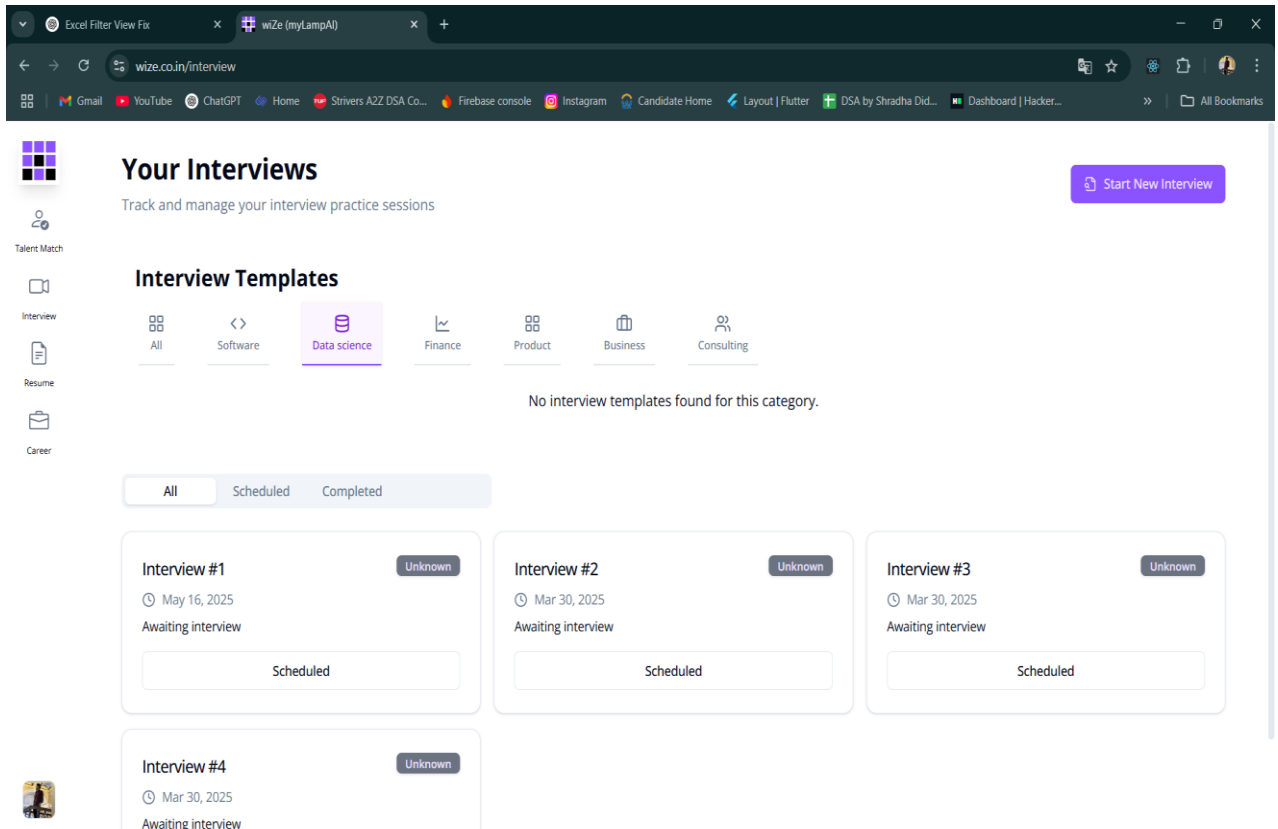 Excel Filter View Fix
wiZe (myLampAI)
wize.co.in/interview
Gmail YouTube ChatGPT Home Strivers A2Z DSA Co... Firebase console Instagram Candidate Home Layout | Flutter DSA by Shradha Did... Dashboard | Hacker... » All Bookmarks
Your Interviews
Start New Interview
Track and manage your interview practice sessions
Talent Match
Interview
Resume
Career
Interview Templates
All Software Data science Finance Product Business Consulting
No interview templates found for this category.
All Scheduled Completed
Interview #1 Unknown
May 16, 2025
Awaiting interview
Scheduled
Interview #2 Unknown
Mar 30, 2025
Awaiting interview
Scheduled
Interview #3 Unknown
Mar 30, 2025
Awaiting interview
Scheduled
Interview #4 Unknown
Mar 30, 2025
Awaiting interview